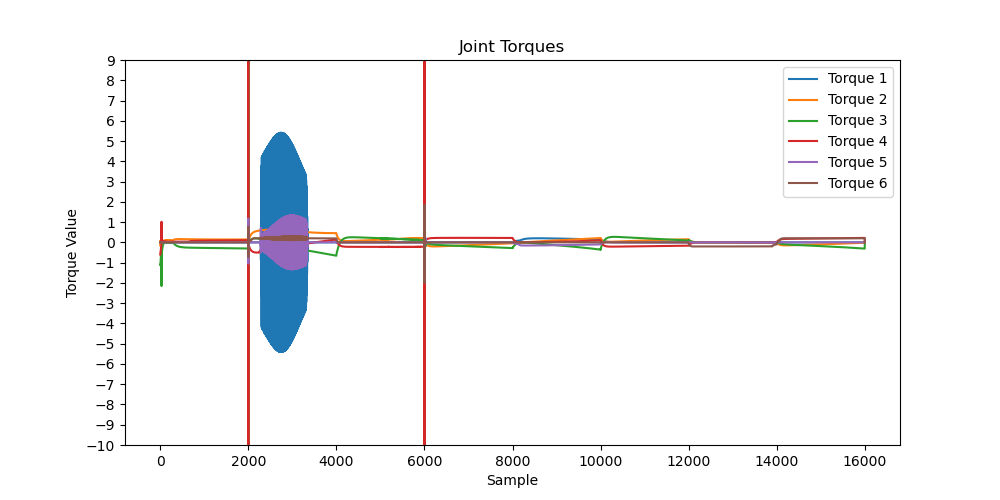 Joint Torques
9
8
7
6
5
4
3
2
1
0
−1
−2
−3
−4
−5
−6
−7
−8
−9
−10
Torque Value
Torque 1
Torque 2
Torque 3
Torque 4
Torque 5
Torque 6
0 2000 4000 6000 8000 10000 12000 14000 16000
Sample